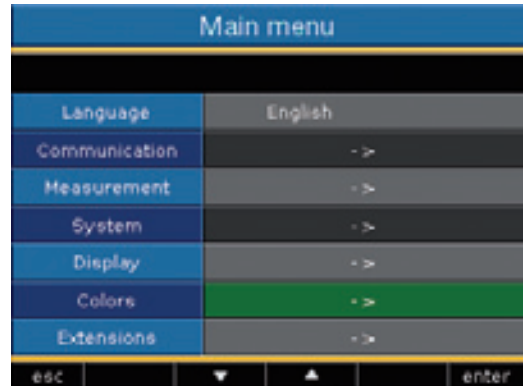 Main menu
Language English
Communication ->
Measurement ->
System ->
Display ->
Colors ->
Extensions ->
esc ▼ ▲ enter